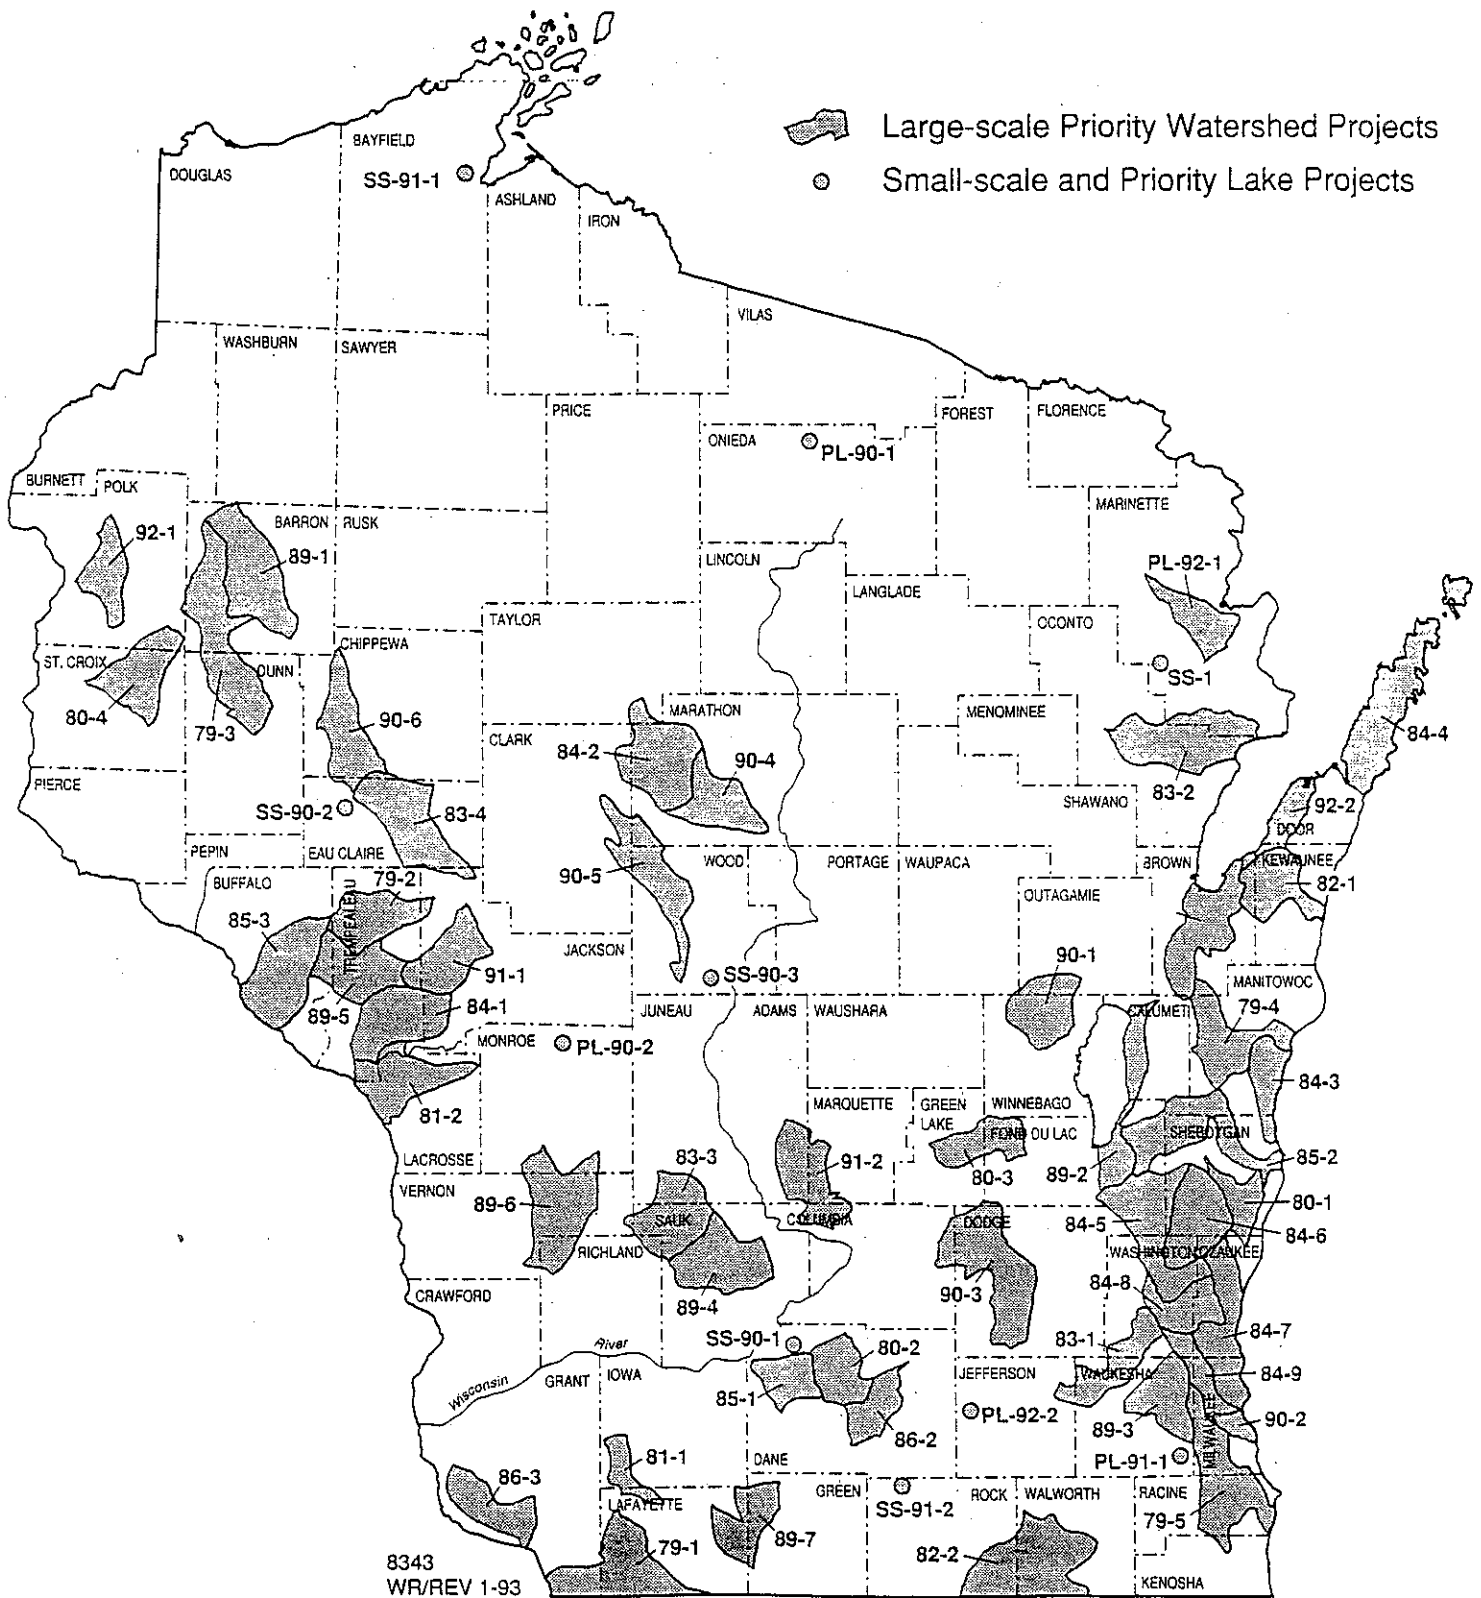 Large-scale Priority Watershed Projects
Small-scale and Priority Lake Projects
BAYFIELD
DOUGLAS
SS-91-1
ASHLAND
IRON
VILAS
WASHBURN
SAWYER
PRICE
FOREST
FLORENCE
ONIEDA
PL-90-1
BURNETT
POLK
MARINETTE
BARRON
RUSK
92-1
89-1
LINCOLN
PL-92-1
LANGLADE
TAYLOR
OCONTO
CHIPPEWA
ST. CROIX
DUNN
SS-1
80-4
79-3
90-6
MARATHON
MENOMINEE
CLARK
84-2
90-4
84-4
PIERCE
83-2
SHAWANO
SS-90-2
83-4
92-2
DOOR
PEPIN
EAU CLAIRE
WOOD
PORTAGE
WAUPACA
BROWN
KEWAUNEE
BUFFALO
79-2
90-5
82-1
OUTAGAMIE
85-3
TREMPEALEAU
JACKSON
90-1
91-1
SS-90-3
MANITOWOC
89-5
84-1
JUNEAU
ADAMS
WAUSHARA
CALUMET
79-4
MONROE
PL-90-2
84-3
81-2
MARQUETTE
GREEN
LAKE
WINNEBAGO
FOND DU LAC
SHEBOYGAN
LACROSSE
83-3
91-2
80-3
89-2
85-2
VERNON
89-6
80-1
SAUK
COLUMBIA
DODGE
84-5
84-6
RICHLAND
WASHINGTON
OZAUKEE
84-8
CRAWFORD
89-4
90-3
SS-90-1
83-1
84-7
River
80-2
Wisconsin
GRANT
IOWA
JEFFERSON
WAUKESHA
84-9
85-1
PL-92-2
86-2
89-3
MILWAUKEE
90-2
81-1
DANE
PL-91-1
86-3
LAFAYETTE
GREEN
SS-91-2
ROCK
WALWORTH
RACINE
79-5
89-7
79-1
82-2
8343
WR/REV 1-93
KENOSHA